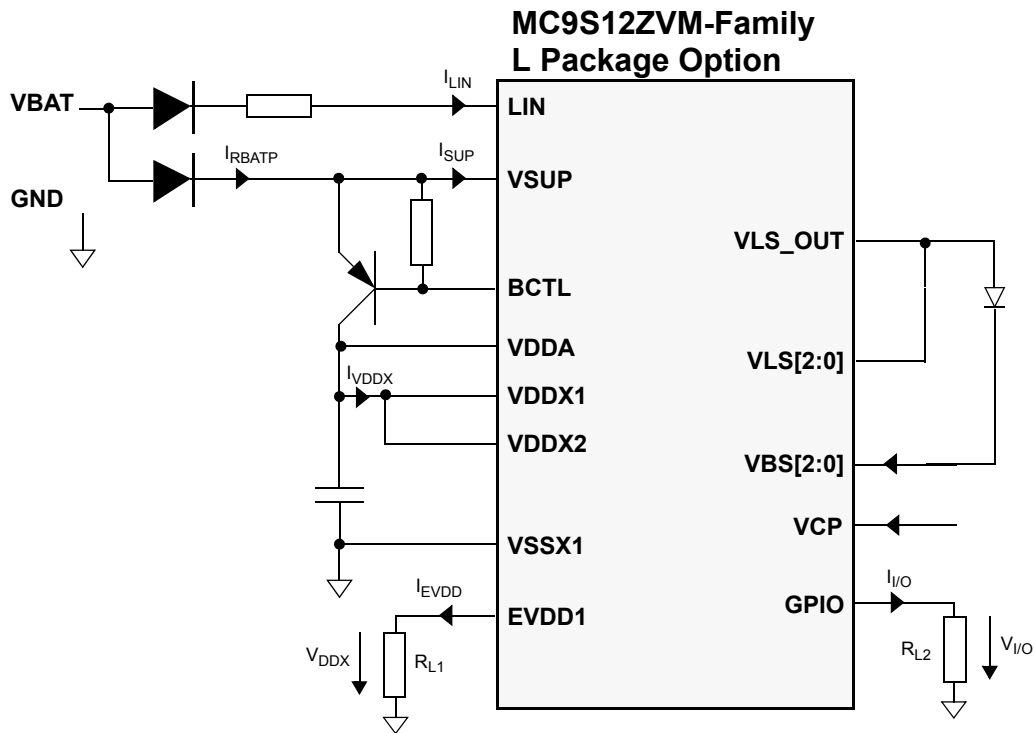 MC9S12ZVM-Family
L Package Option
VBAT
I_LIN
LIN
I_RBATP
I_SUP
VSUP
GND
VLS_OUT
BCTL
VDDA
VLS[2:0]
I_VDDX
VDDX1
VDDX2
VBS[2:0]
VCP
VSSX1
I_EVDD
I_I/O
EVDD1
GPIO
V_DDX
R_L1
R_L2
V_I/O